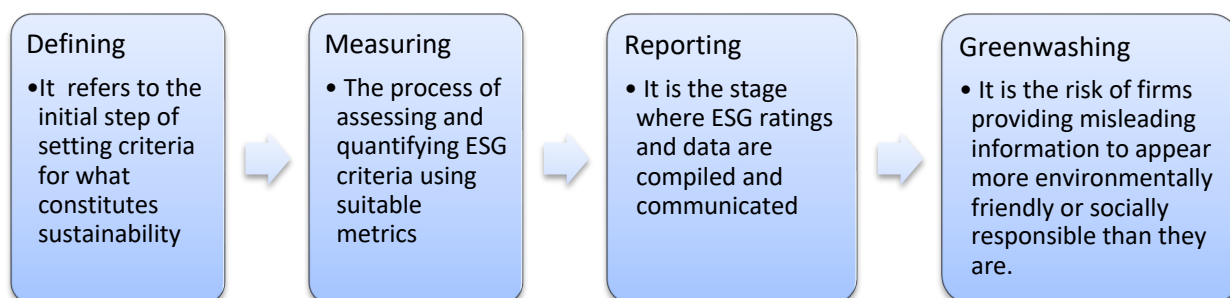 Defining
•It  refers to the
initial step of
setting criteria
for what
constitutes
sustainability
Measuring
• The process of
assessing and
quantifying ESG
criteria using
suitable
metrics
Reporting
• It is the stage
where ESG ratings
and data are
compiled and
communicated
Greenwashing
• It is the risk of firms
providing misleading
information to appear
more environmentally
friendly or socially
responsible than they
are.